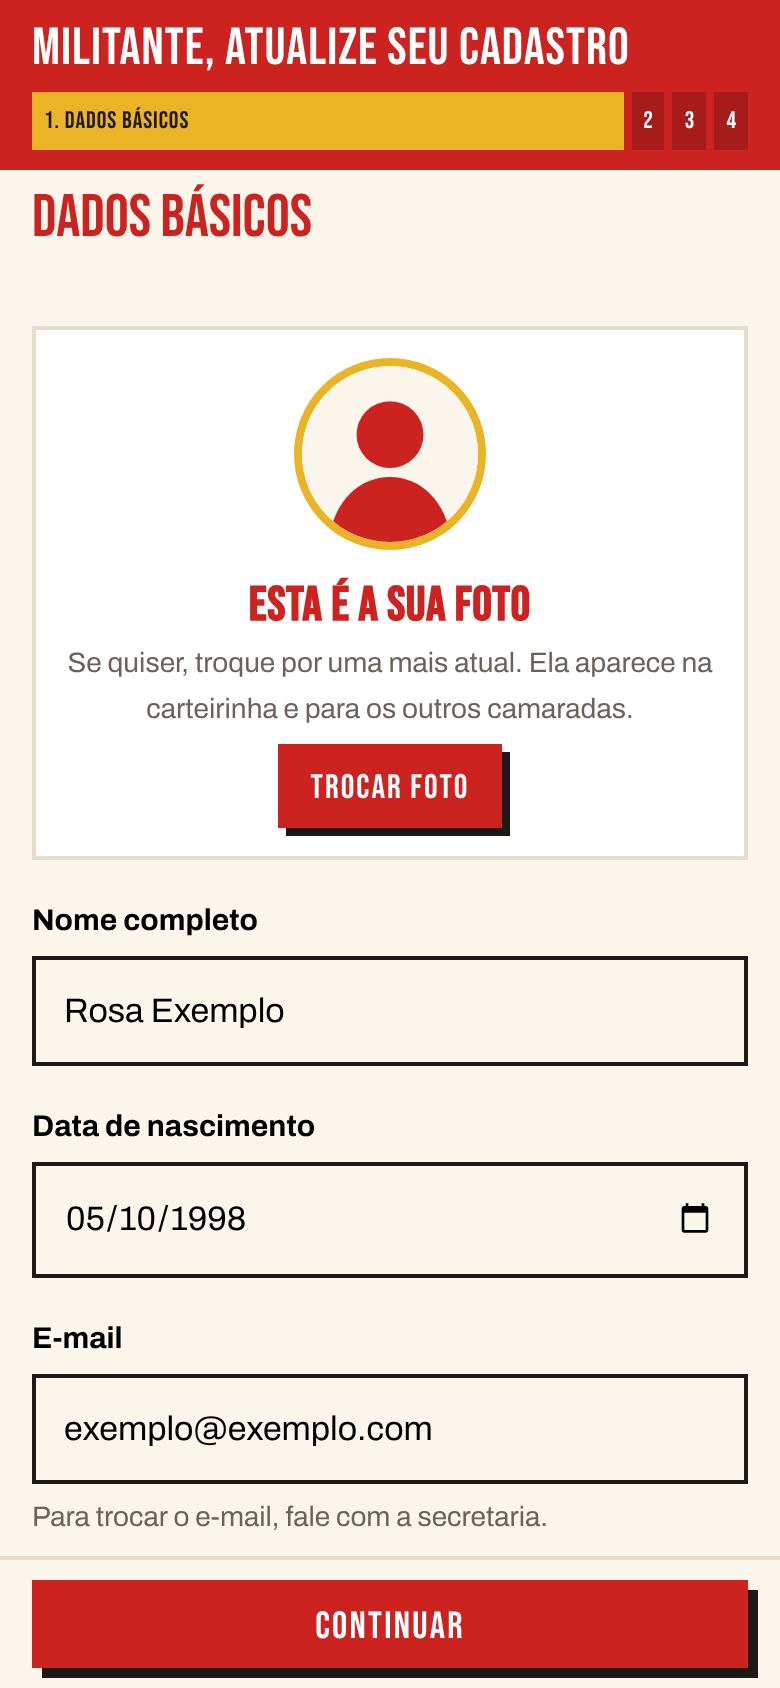 MILITANTE, ATUALIZE SEU CADASTRO
1. DADOS BÁSICOS 2 3 4
DADOS BÁSICOS
ESTA É A SUA FOTO
Se quiser, troque por uma mais atual. Ela aparece na
carteirinha e para os outros camaradas.
TROCAR FOTO
Nome completo
Rosa Exemplo
Data de nascimento
05/10/1998
E-mail
exemplo@exemplo.com
Para trocar o e-mail, fale com a secretaria.
CONTINUAR